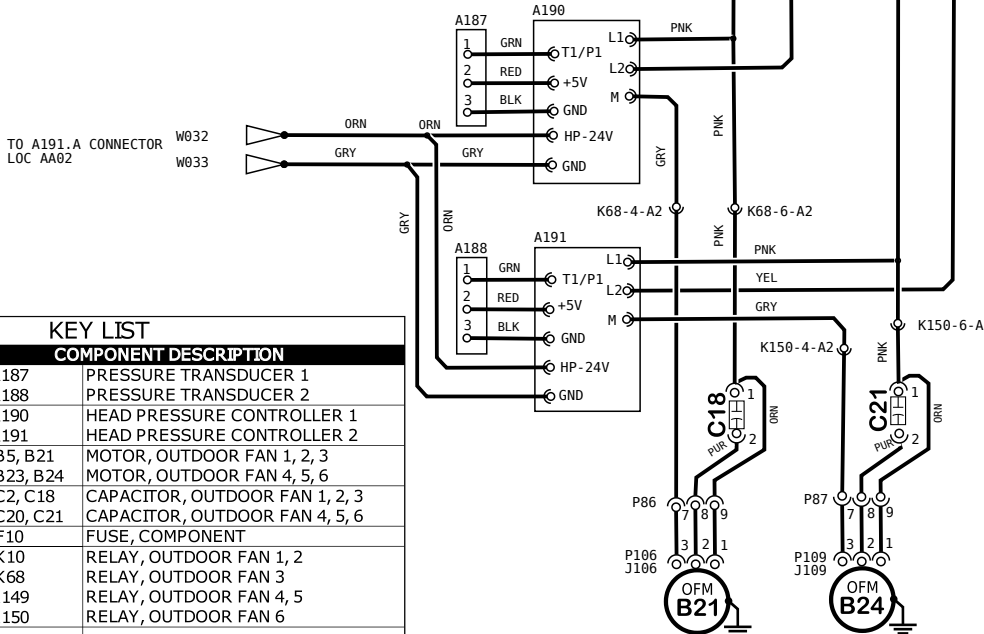 A187
A190
1
GRN
T1/P1
L1
PNK
2
RED
+5V
L2
3
BLK
GND
M
TO A191.A CONNECTOR
LOC AA02
W032
ORN
ORN
HP-24V
W033
GRY
GRY
GND
PNK
GRY
K68-4-A2
K68-6-A2
GRY
ORN
PNK
A188
A191
1
GRN
T1/P1
L1
PNK
2
RED
+5V
L2
YEL
3
BLK
GND
M
GRY
HP-24V
GND
K150-4-A2
K150-6-A
PNK
C18
1
2
PUR
ORN
C21
1
2
PUR
ORN
P86
7
8
9
P87
7
8
9
P106
J106
3
2
1
P109
J109
3
2
1
OFM
B21
OFM
B24
KEY LIST
COMPONENT DESCRIPTION
187 PRESSURE TRANSDUCER 1
188 PRESSURE TRANSDUCER 2
190 HEAD PRESSURE CONTROLLER 1
191 HEAD PRESSURE CONTROLLER 2
B5, B21 MOTOR, OUTDOOR FAN 1, 2, 3
B23, B24 MOTOR, OUTDOOR FAN 4, 5, 6
C2, C18 CAPACITOR, OUTDOOR FAN 1, 2, 3
C20, C21 CAPACITOR, OUTDOOR FAN 4, 5, 6
F10 FUSE, COMPONENT
K10 RELAY, OUTDOOR FAN 1, 2
K68 RELAY, OUTDOOR FAN 3
149 RELAY, OUTDOOR FAN 4, 5
150 RELAY, OUTDOOR FAN 6